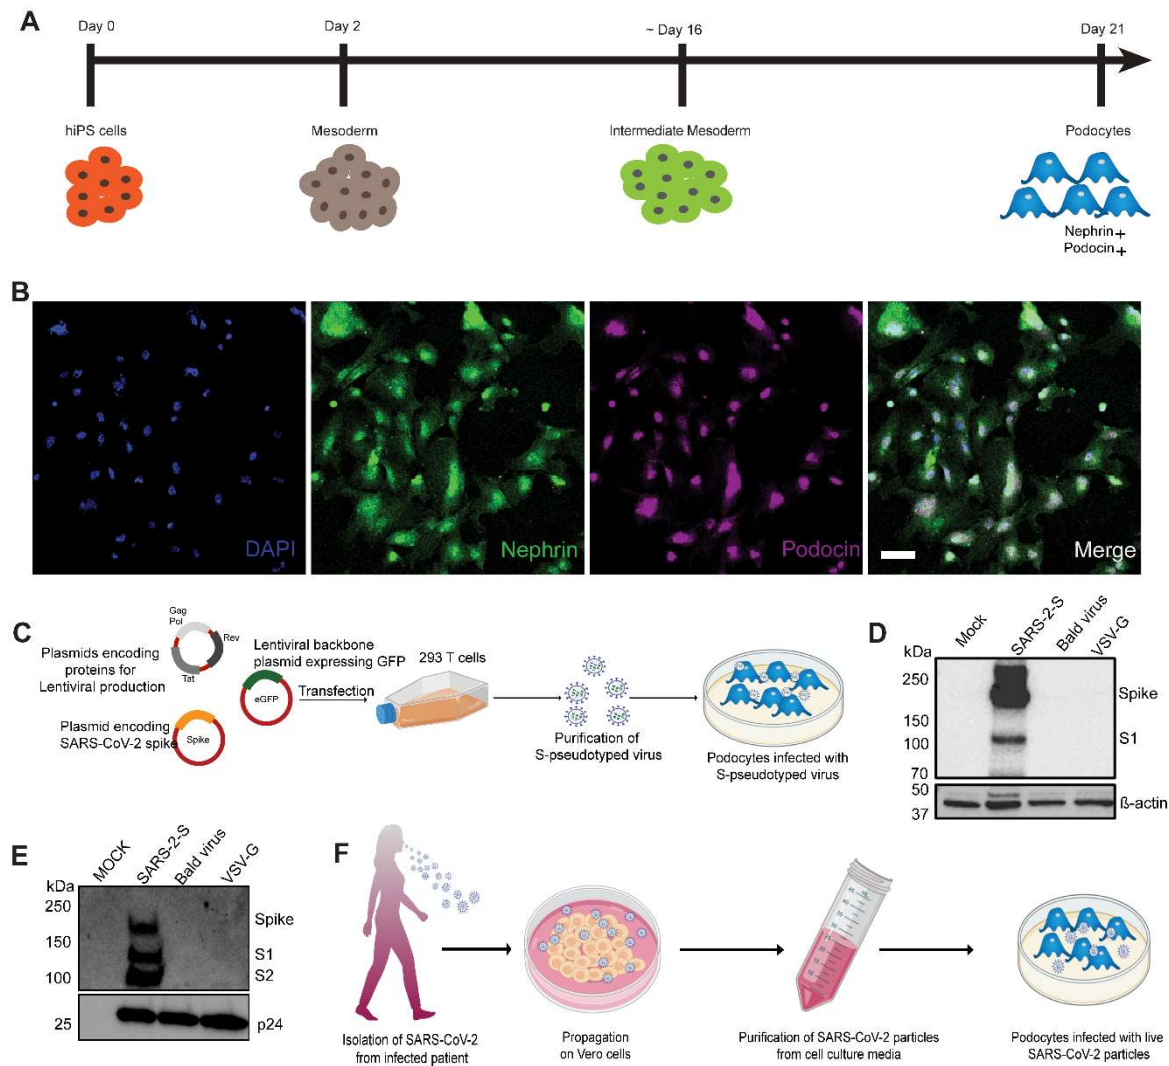 A
Day 0
Day 2
~ Day 16
Day 21
hiPS cells
Mesoderm
Intermediate Mesoderm
Podocytes
Nephrin+
Podocin+
B
DAPI
Nephrin
Podocin
Merge
C
Gag
Pol
Rev
Tat
Plasmids encoding
proteins for
Lentiviral production
Lentiviral backbone
plasmid expressing GFP
eGFP
Transfection
293 T cells
Plasmid encoding
SARS-CoV-2 spike
Spike
Purification of
S-pseudotyped virus
Podocytes infected with
S-pseudotyped virus
D
Mock
SARS-2-S
Bald virus
VSV-G
kDa
250
150
100
70
50
37
Spike
S1
ß-actin
E
MOCK
SARS-2-S
Bald virus
VSV-G
kDa
250
150
100
25
Spike
S1
S2
p24
F
Isolation of SARS-CoV-2
from infected patient
Propagation
on Vero cells
Purification of SARS-CoV-2 particles
from cell culture media
Podocytes infected with live
SARS-CoV-2 particles